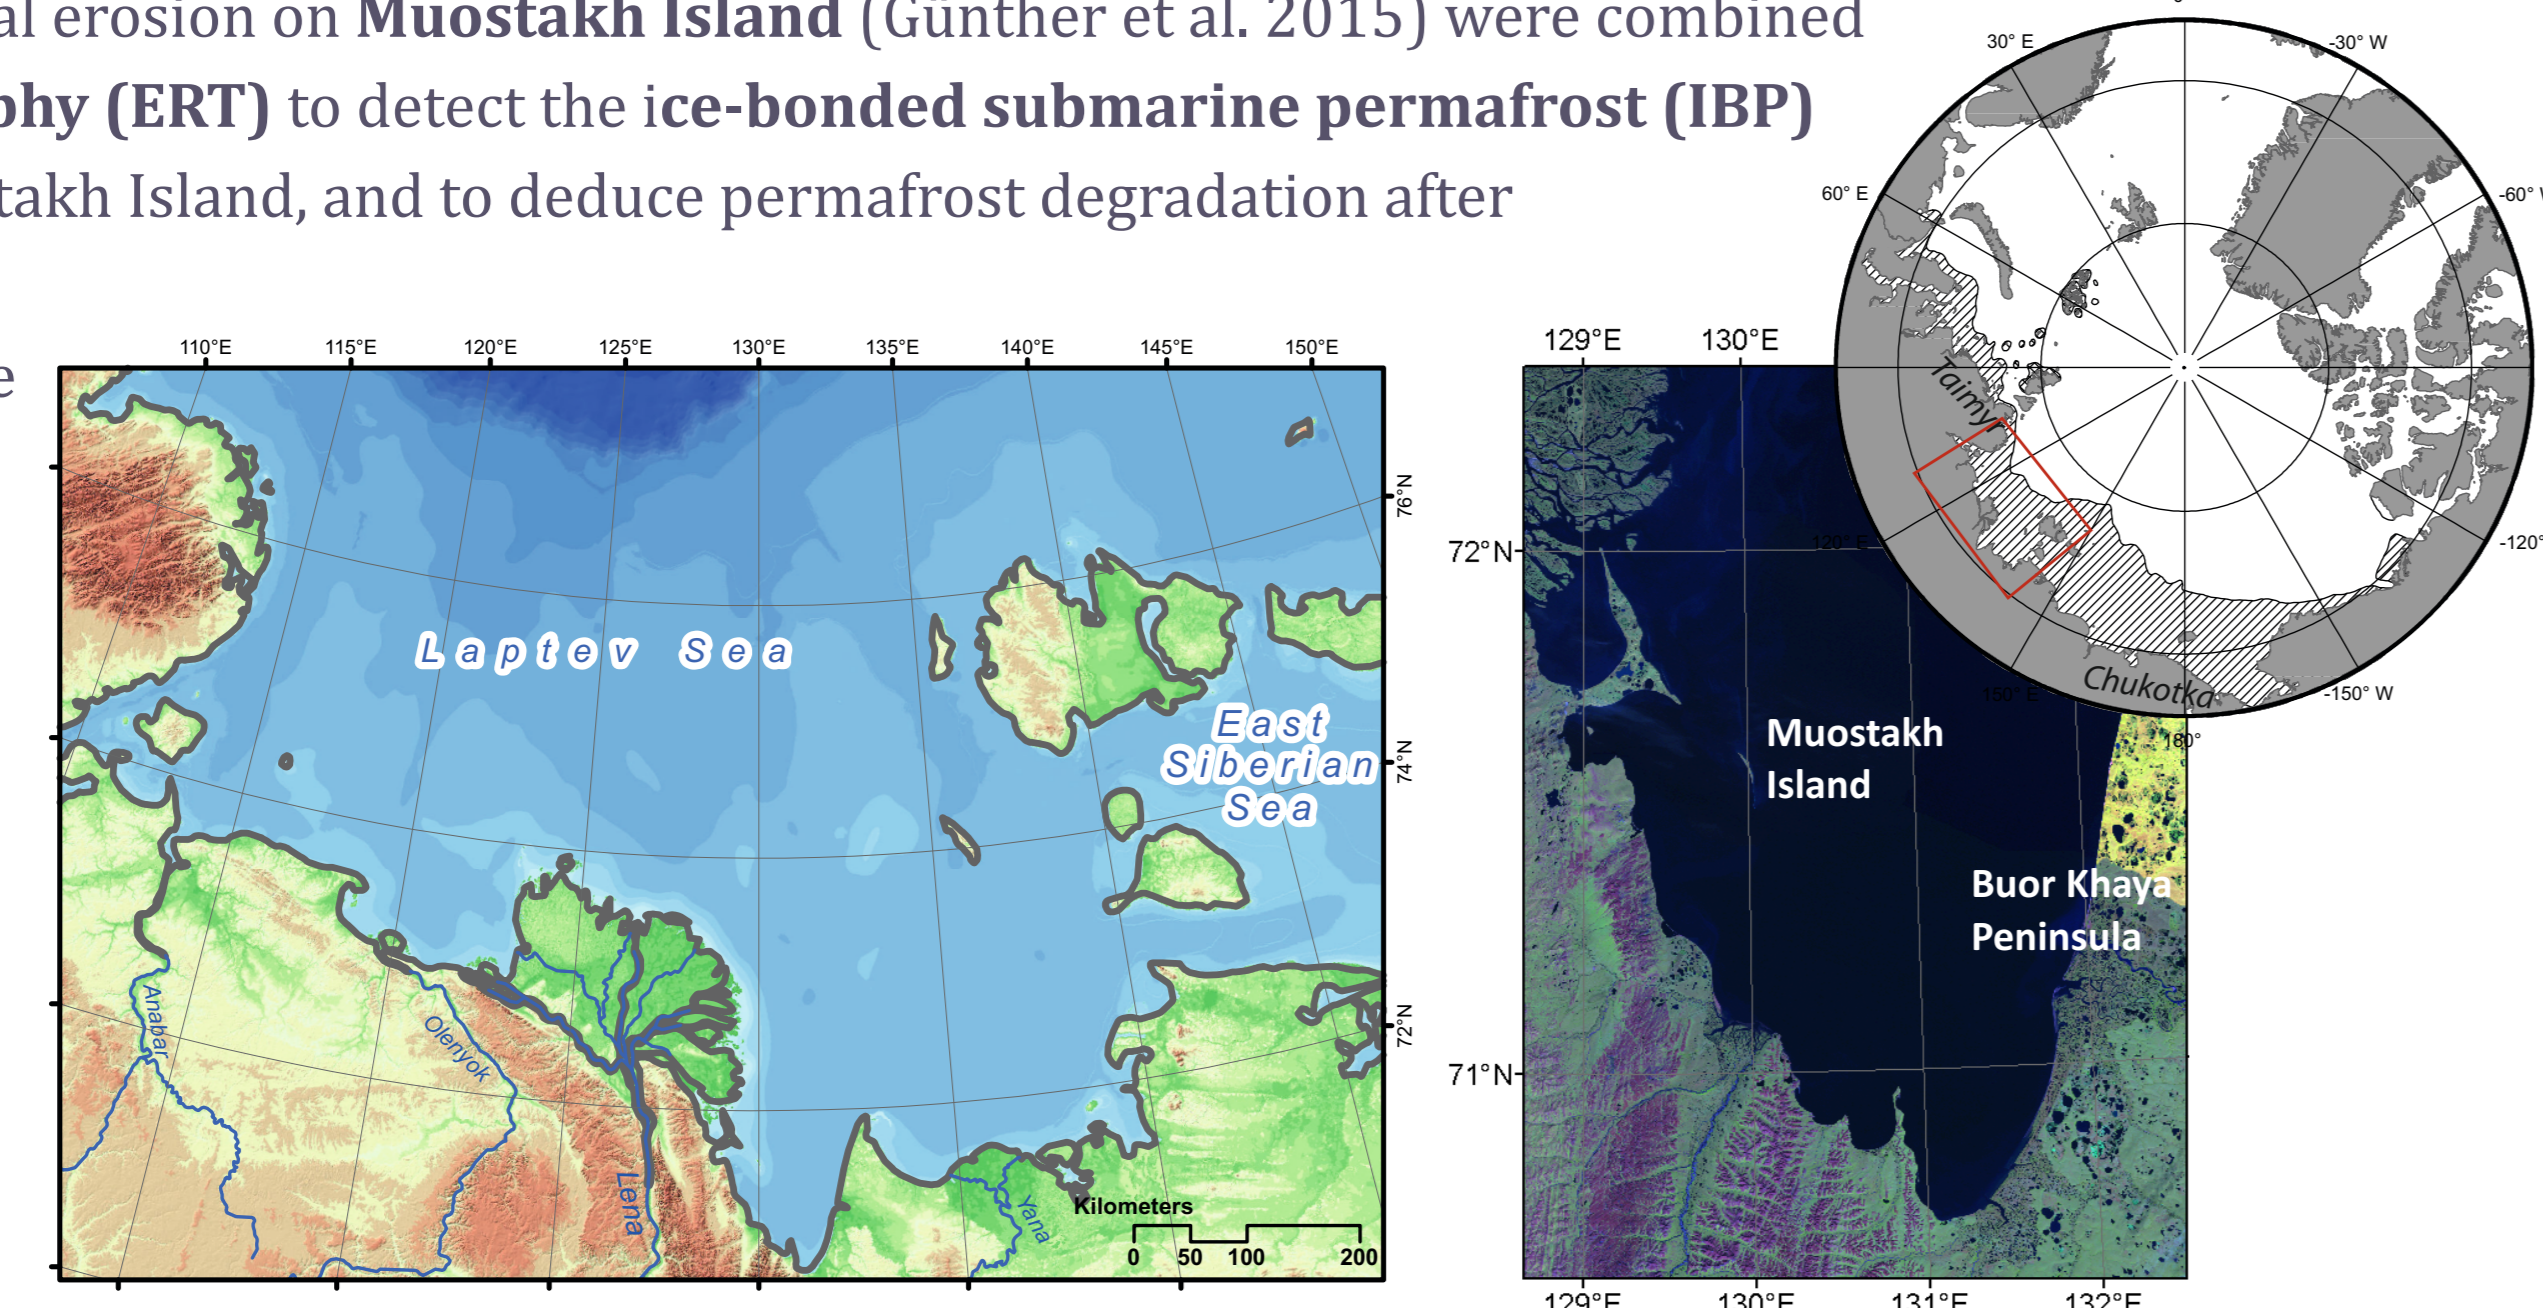 al erosion on Muostakh Island (Günther et al. 2015) were combined
phy (ERT) to detect the ice-bonded submarine permafrost (IBP)
takh Island, and to deduce permafrost degradation after
e
110°E 115°E 120°E 125°E 130°E 135°E 140°E 145°E 150°E
76°N
74°N
72°N
Laptev Sea
East
Siberian
Sea
Anabar
Olenyok
Lena
Yana
Kilometers
0 50 100 200
129°E 130°E
72°N
71°N
Muostakh
Island
Buor Khaya
Peninsula
129°E 130°E 131°E 132°E
30° E
-30° W
60° E
-60° W
120° E
-120°
150° E
-150° W
180°
Taimyr
Chukotka